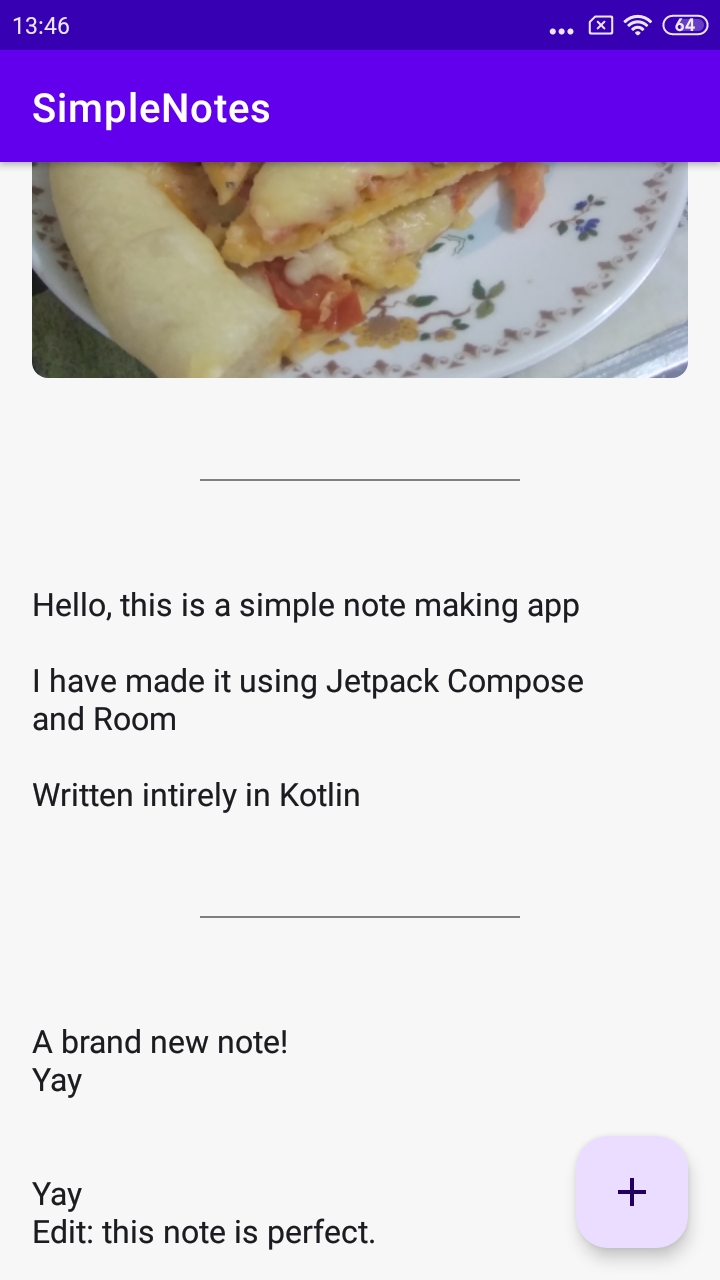 13:46
64
SimpleNotes
Hello, this is a simple note making app
I have made it using Jetpack Compose
and Room
Written intirely in Kotlin
A brand new note!
Yay
Yay
Edit: this note is perfect.